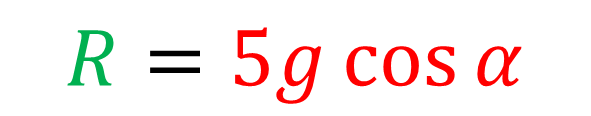 R = 5g cos α